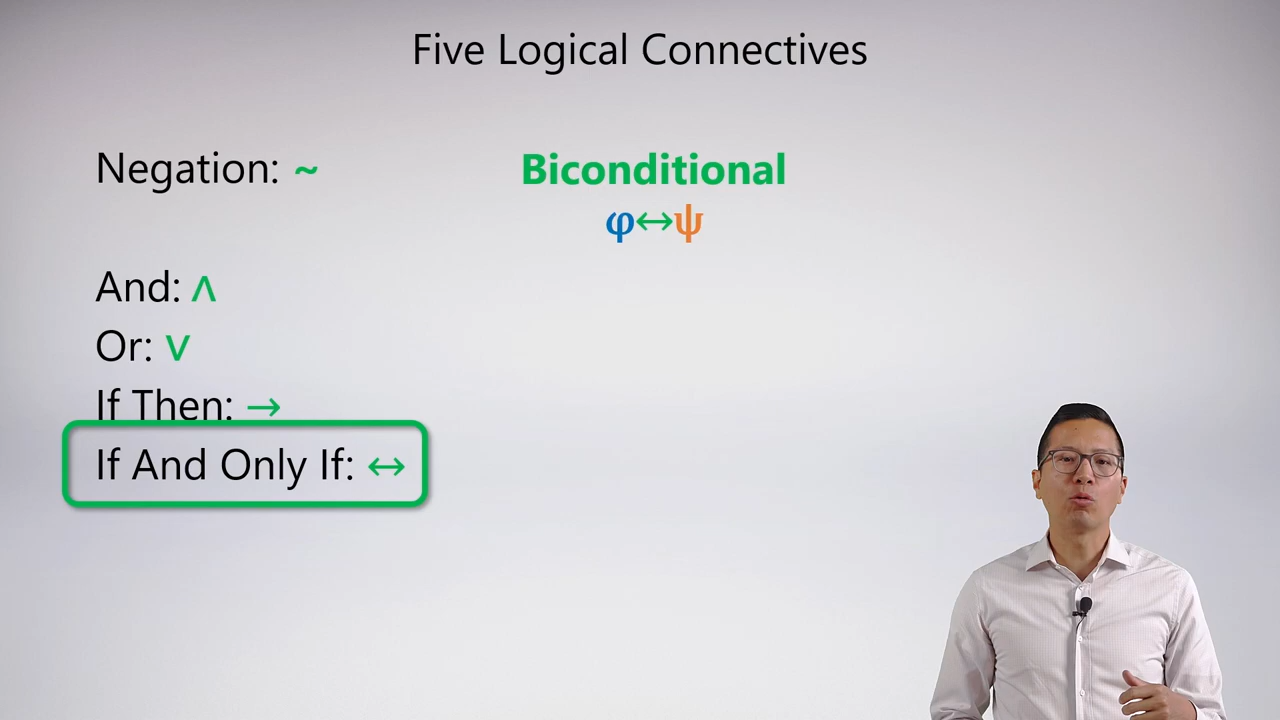 Five Logical Connectives
Negation: ~
Biconditional
φ↔ψ
And: ∧
Or: ∨
If Then: →
If And Only If: ↔